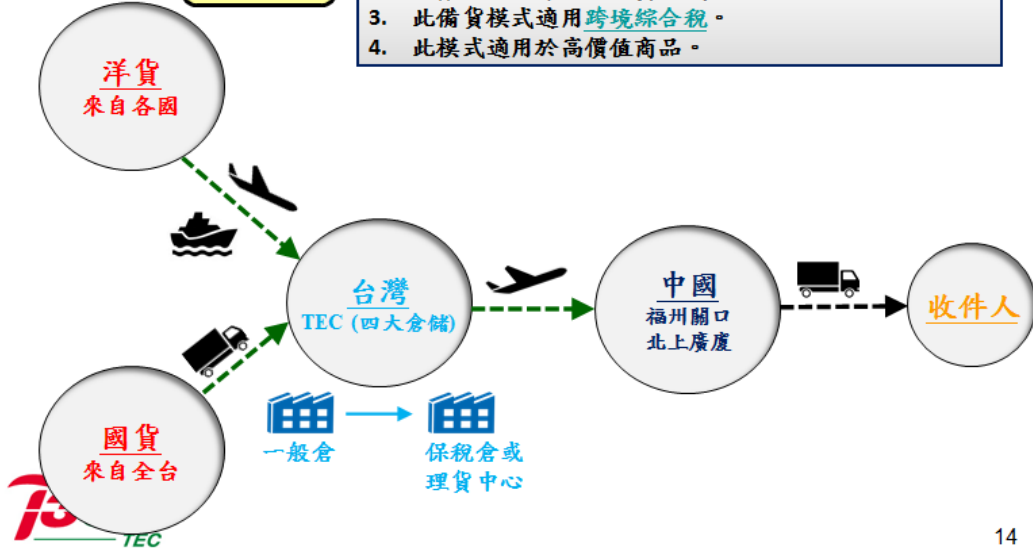 3. 此備貨模式適用跨境綜合稅。
4. 此模式適用於高價值商品。
洋貨
來自各國
台灣
TEC (四大倉儲)
中國
福州關口
北上廣廈
收件人
一般倉
保稅倉或
理貨中心
國貨
來自全台
TEC
14